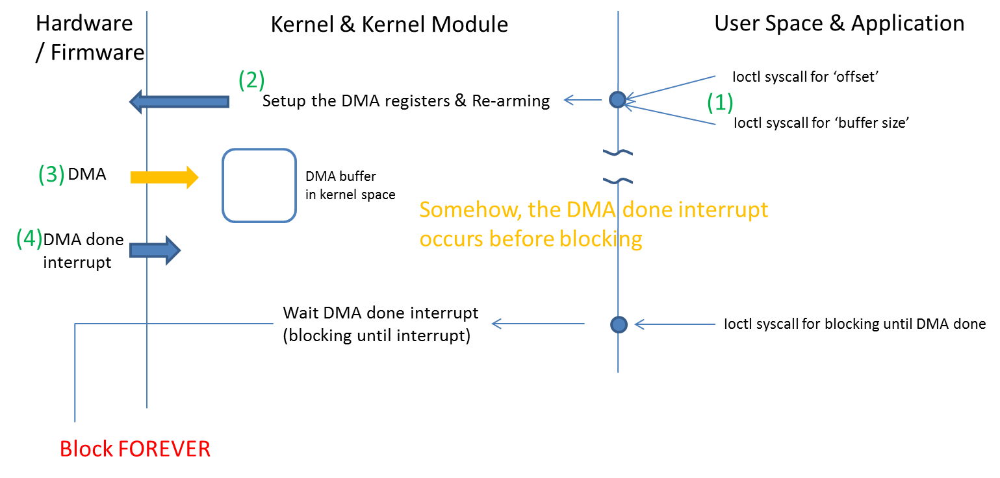 Hardware
/ Firmware
Kernel & Kernel Module
User Space & Application
(2)
Setup the DMA registers & Re-arming
Ioctl syscall for ‘offset’
(1)
Ioctl syscall for ‘buffer size’
(3) DMA
DMA buffer
in kernel space
Somehow, the DMA done interrupt
occurs before blocking
(4) DMA done
interrupt
Wait DMA done interrupt
(blocking until interrupt)
Ioctl syscall for blocking until DMA done
Block FOREVER